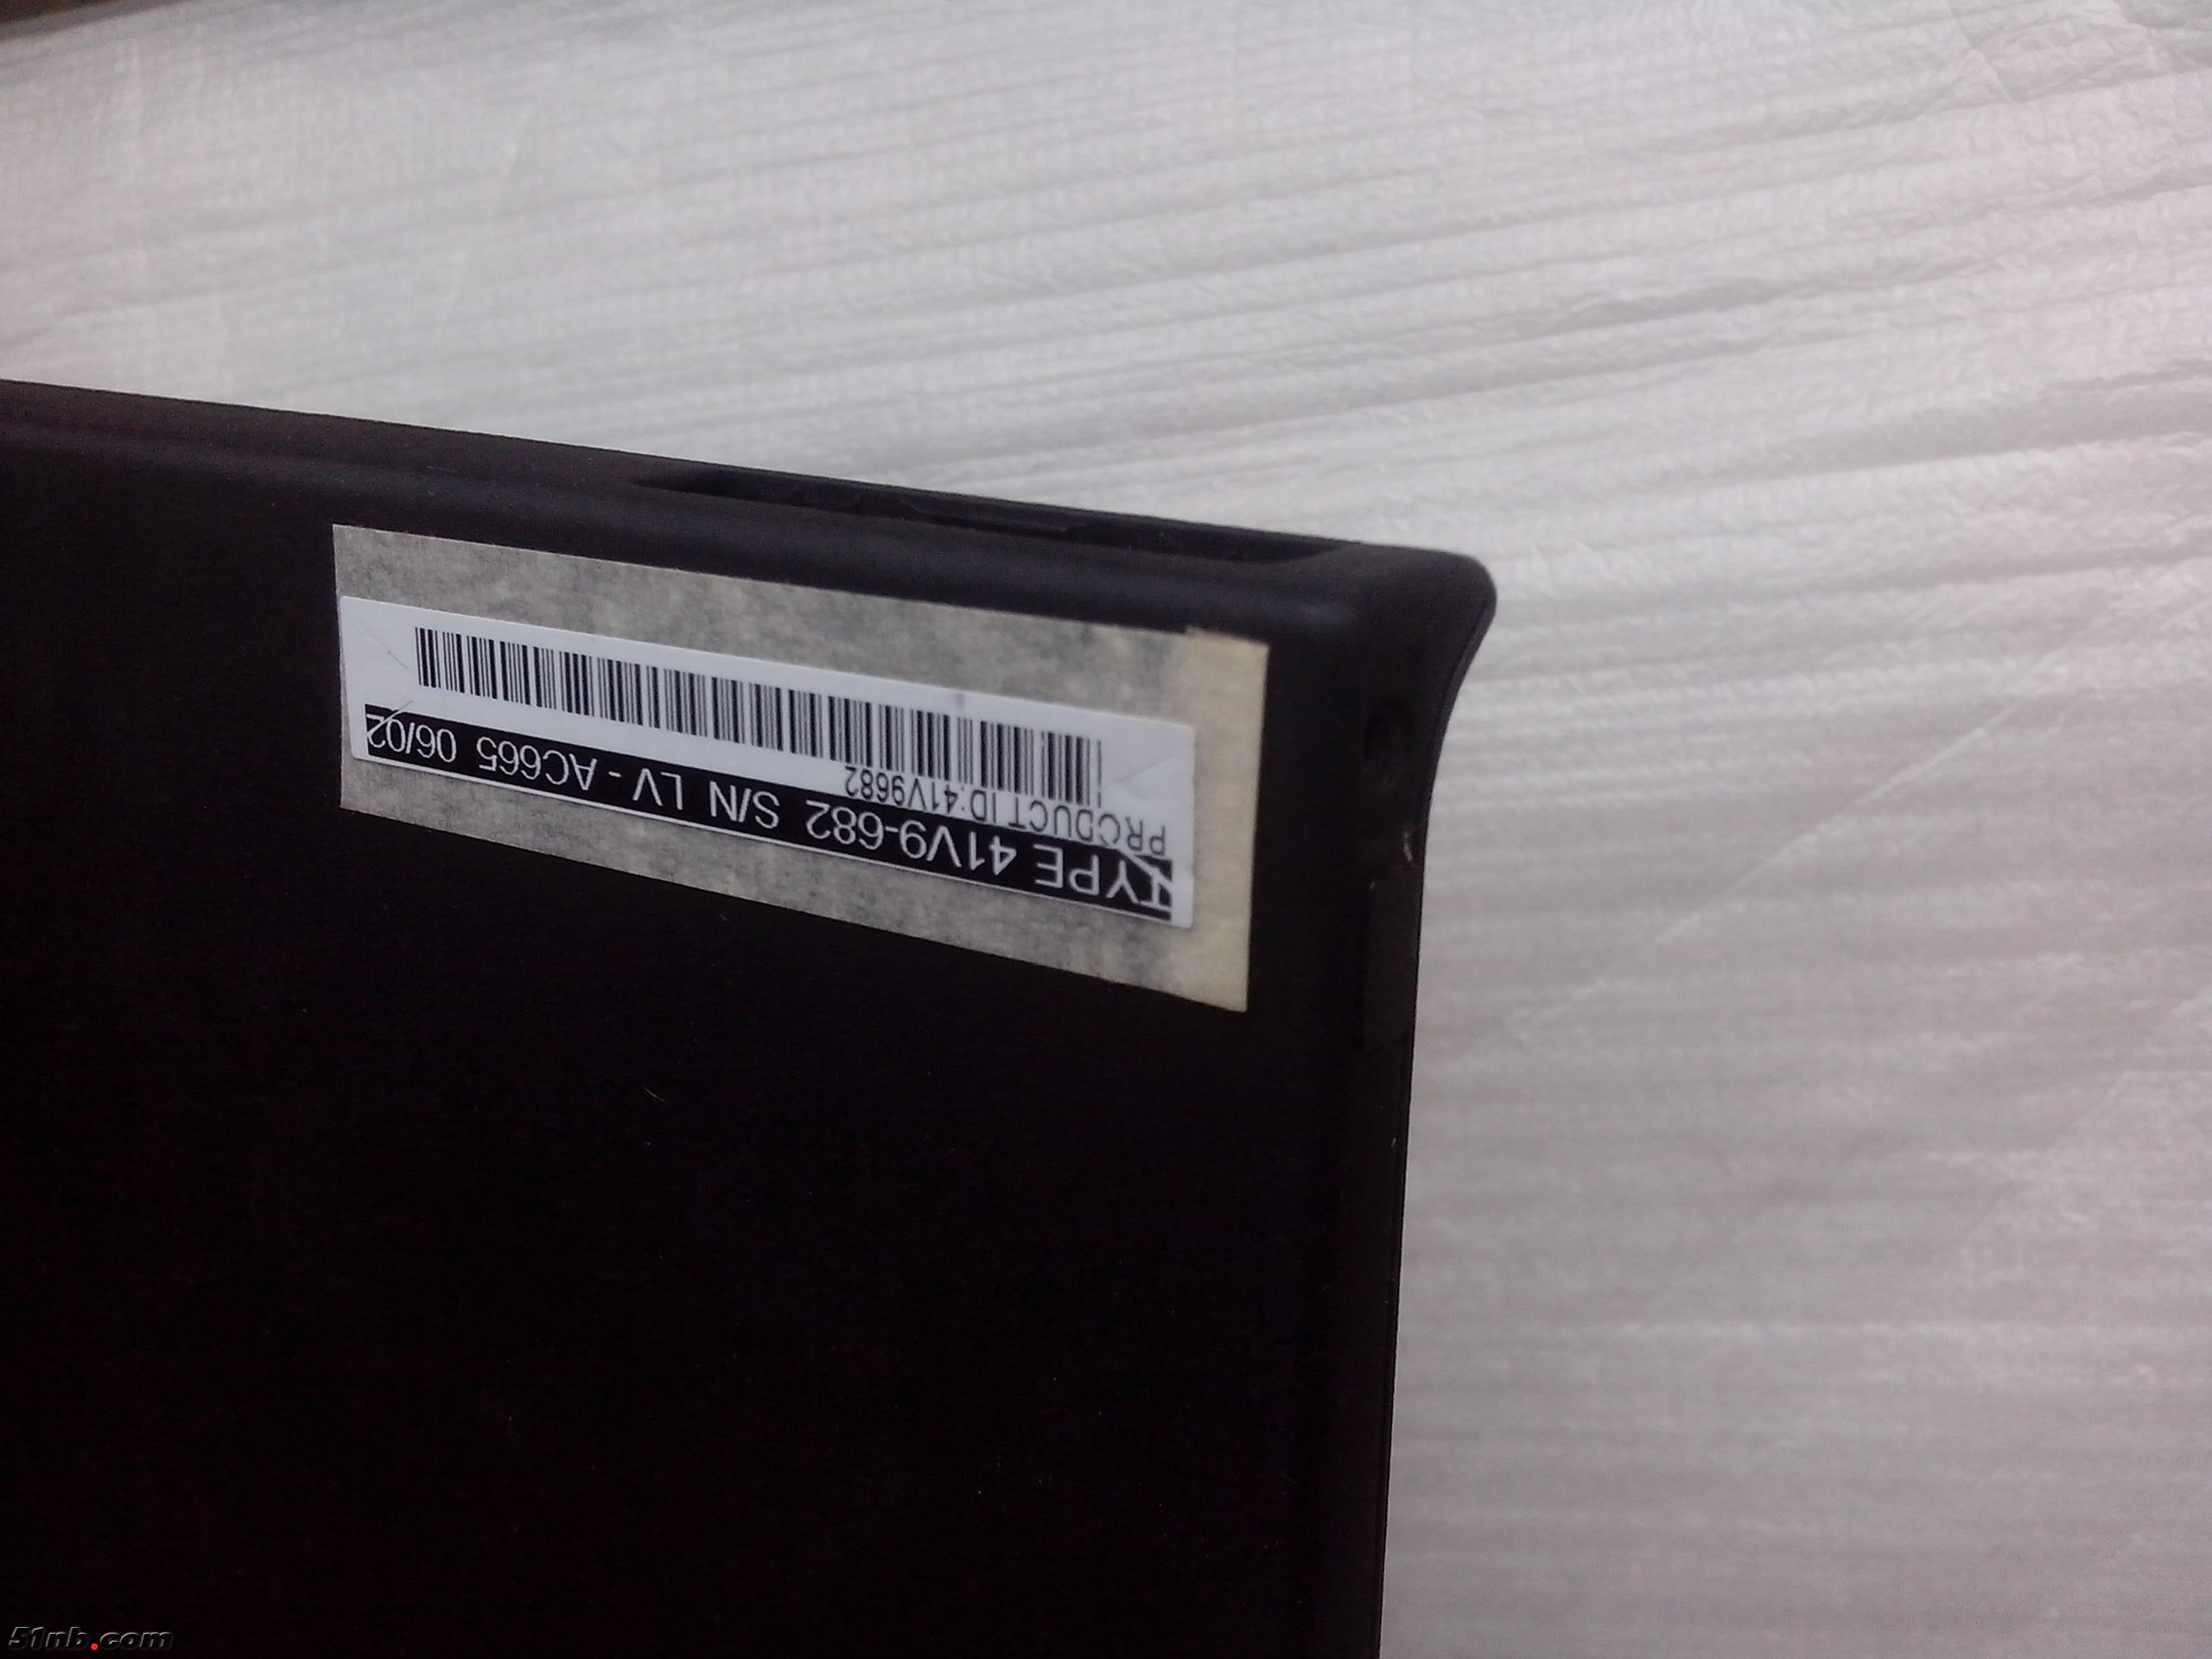 TYPE 41V9-682 S/N LV - AC665 06/02
PRODUCT ID:41V9682
51nb.com